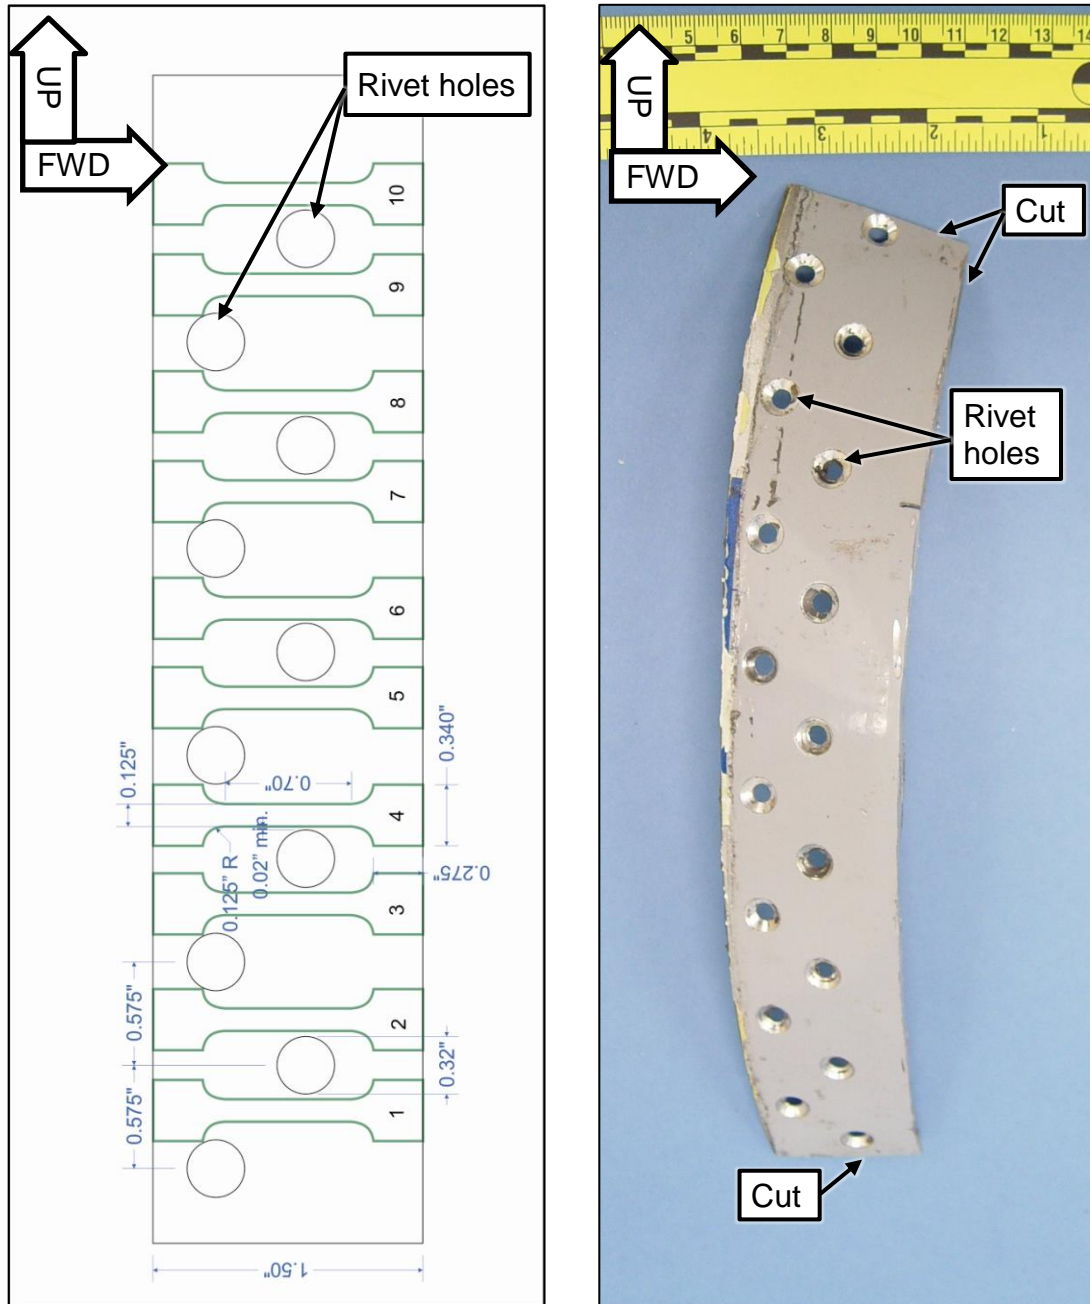 UP
FWD
Rivet holes
10
9
8
7
6
5
0.340"
0.125"
0.70"
4
0.125" R
0.02" min.
0.275"
3
2
0.575"
0.32"
0.575"
1
1.50"
5 6 7 8 9 10 11 12 13 14
4 3 2 1
UP
FWD
Cut
Rivet
holes
Cut